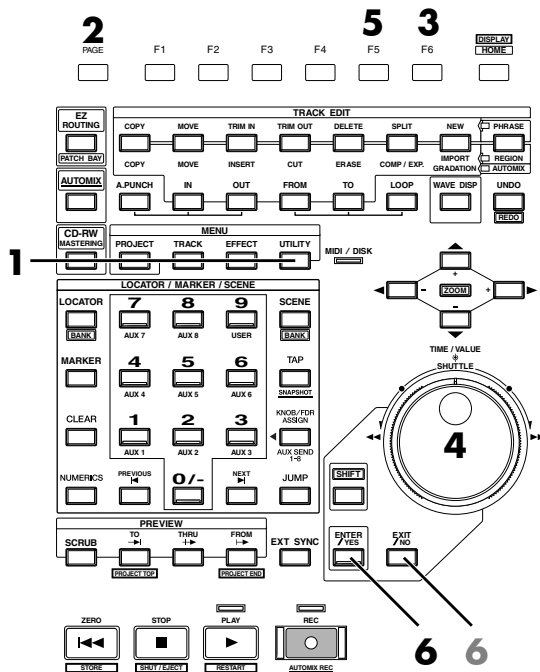 2 5 3
PAGE F1 F2 F3 F4 F5 F6 DISPLAY
HOME
EZ
ROUTING
PATCH BAY
TRACK EDIT
COPY MOVE TRIM IN TRIM OUT DELETE SPLIT NEW PHRASE
COPY MOVE INSERT CUT ERASE COMP / EXP. IMPORT REGION
GRADATION AUTOMIX
AUTOMIX
A.PUNCH IN OUT FROM TO LOOP WAVE DISP UNDO
REDO
CD-RW
MASTERING
MENU
1
PROJECT TRACK EFFECT UTILITY MIDI / DISK
+
- ZOOM +
-
LOCATOR / MARKER / SCENE
LOCATOR 7 8 9 SCENE
BANK AUX 7 AUX 8 USER BANK
TIME / VALUE
SHUTTLE
MARKER 4 5 6 TAP
AUX 4 AUX 5 AUX 6 SNAPSHOT
CLEAR 1 2 3 KNOB/FDR
ASSIGN
AUX 1 AUX 2 AUX 3 AUX SEND
1-8
4
NUMERICS PREVIOUS 0/- NEXT JUMP
SHIFT
PREVIEW
SCRUB TO THRU FROM EXT SYNC
PROJECT TOP PROJECT END
ENTER
/YES
EXIT
/NO
6 6
ZERO STOP PLAY REC
STORE SHUT / EJECT RESTART AUTOMIX REC